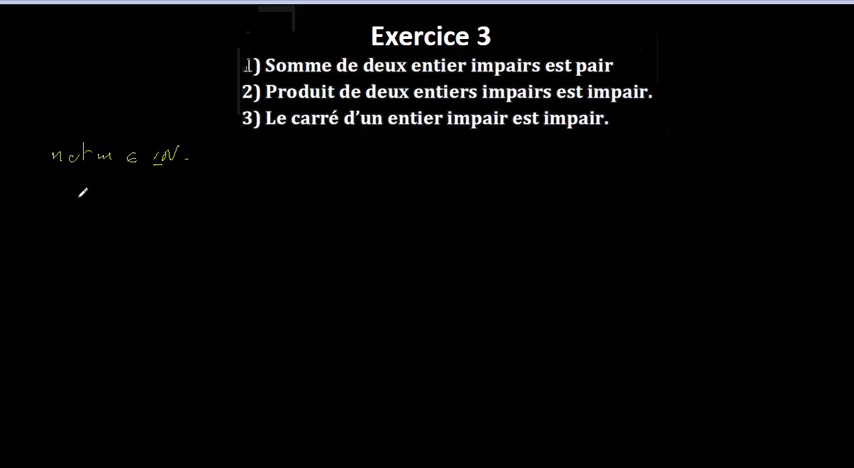 Exercice 3
1) Somme de deux entier impairs est pair
2) Produit de deux entiers impairs est impair.
3) Le carré d'un entier impair est impair.
n et m ∈ IN.